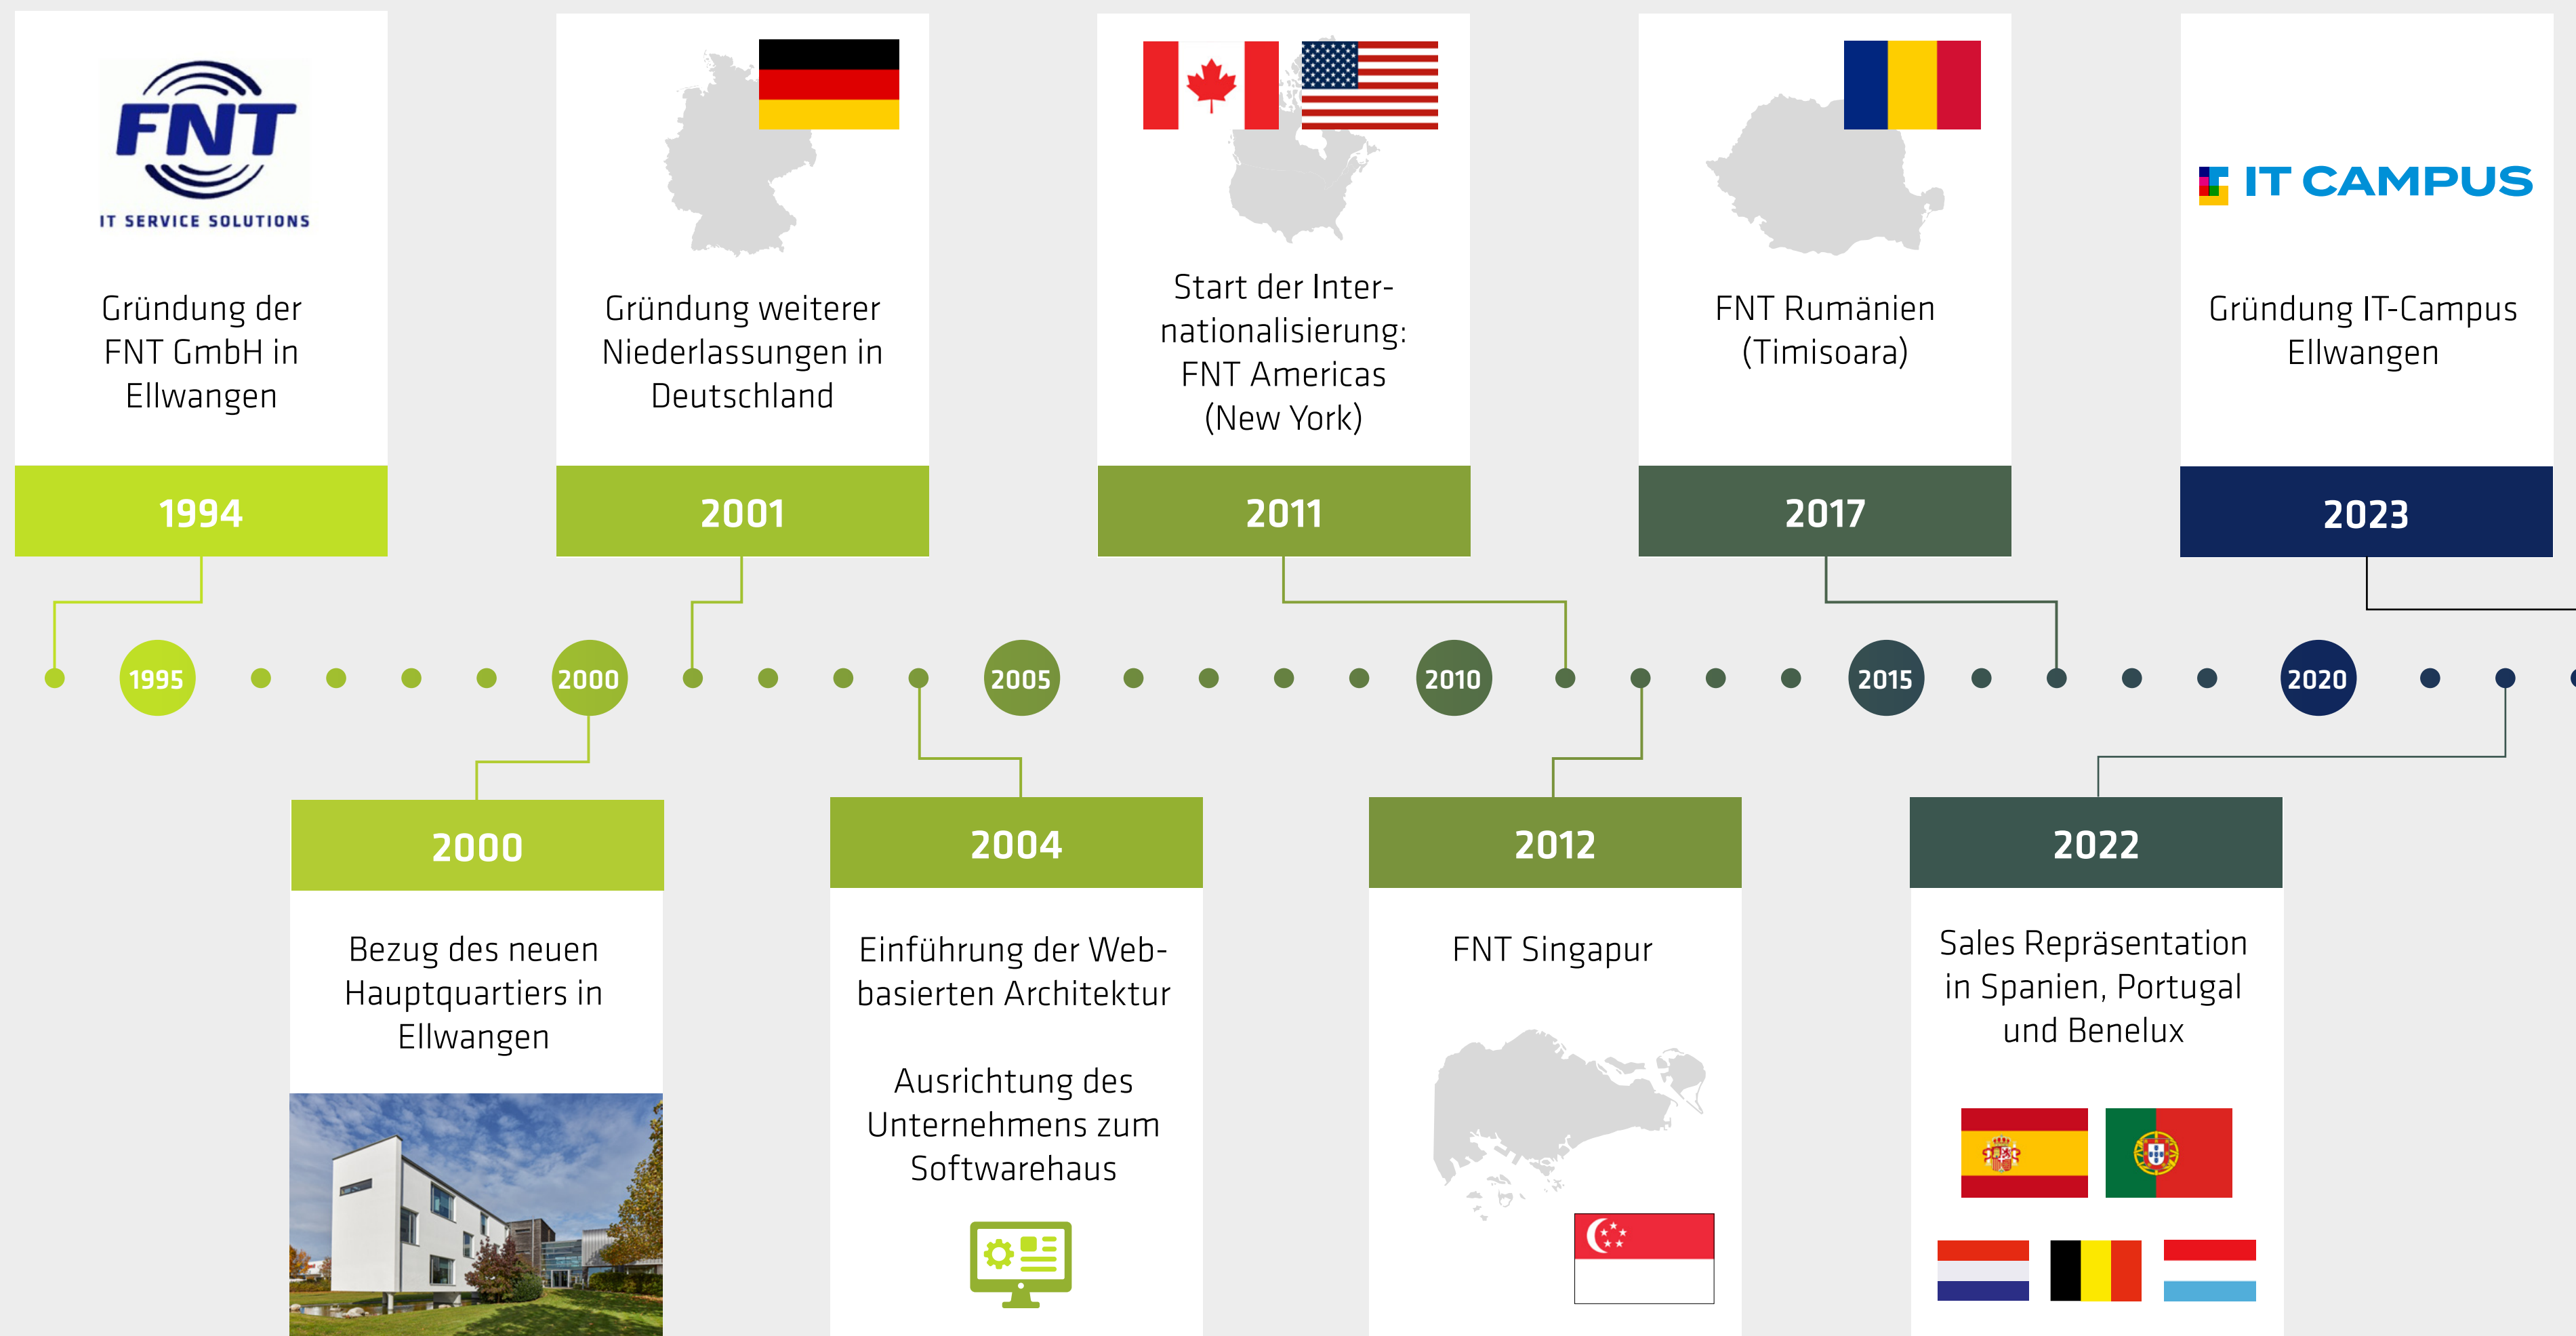 FNT
IT SERVICE SOLUTIONS
Gründung der
FNT GmbH in
Ellwangen
1994
Gründung weiterer
Niederlassungen in
Deutschland
2001
Start der Inter-
nationalisierung:
FNT Americas
(New York)
2011
FNT Rumänien
(Timisoara)
2017
IT CAMPUS
Gründung IT-Campus
Ellwangen
2023
1995
2000
2005
2010
2015
2020
2000
Bezug des neuen
Hauptquartiers in
Ellwangen
2004
Einführung der Web-
basierten Architektur
Ausrichtung des
Unternehmens zum
Softwarehaus
2012
FNT Singapur
2022
Sales Repräsentation
in Spanien, Portugal
und Benelux